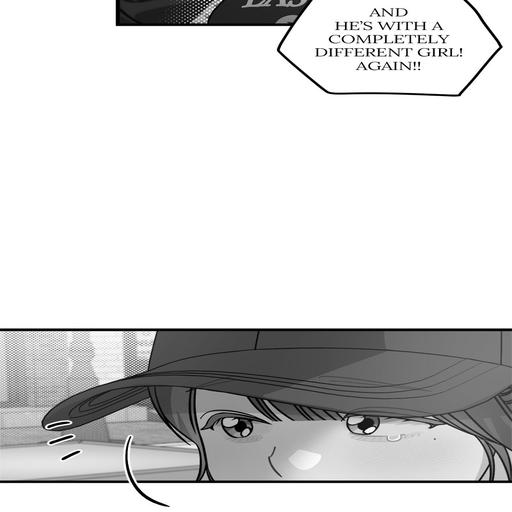 AND
HE'S WITH A
COMPLETELY
DIFFERENT GIRL!
AGAIN!!